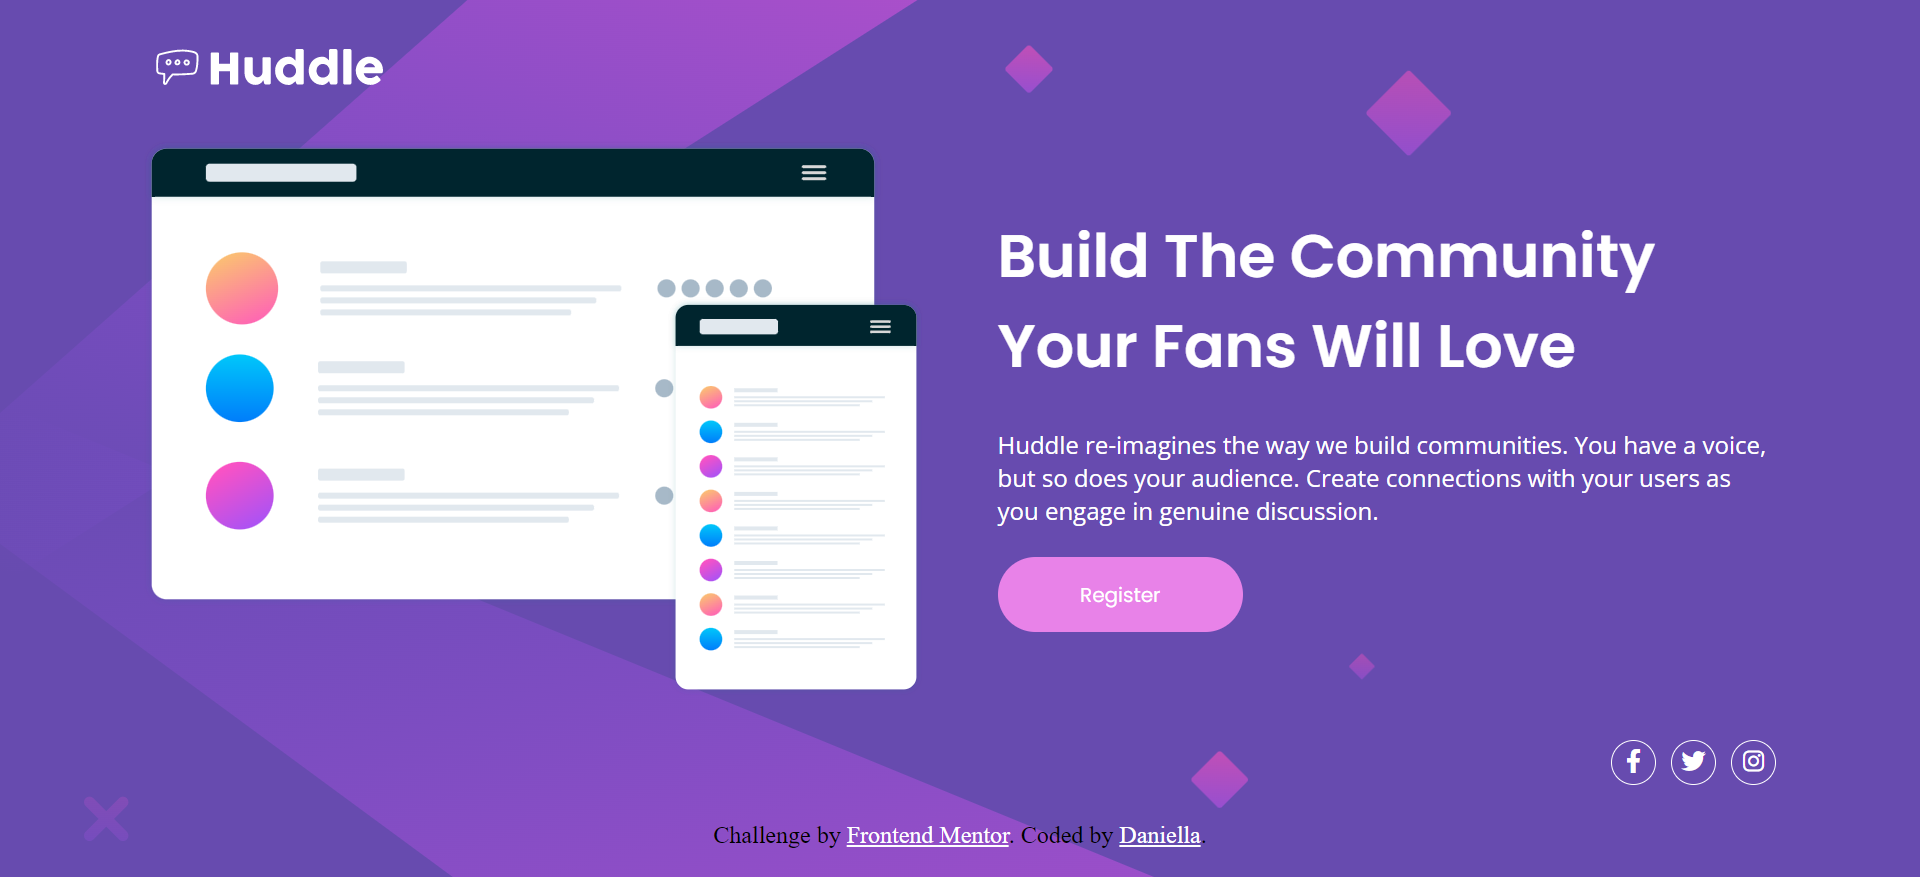 Huddle
Build The Community
Your Fans Will Love
Huddle re-imagines the way we build communities. You have a voice,
but so does your audience. Create connections with your users as
you engage in genuine discussion.
Register
Challenge by Frontend Mentor. Coded by Daniella.